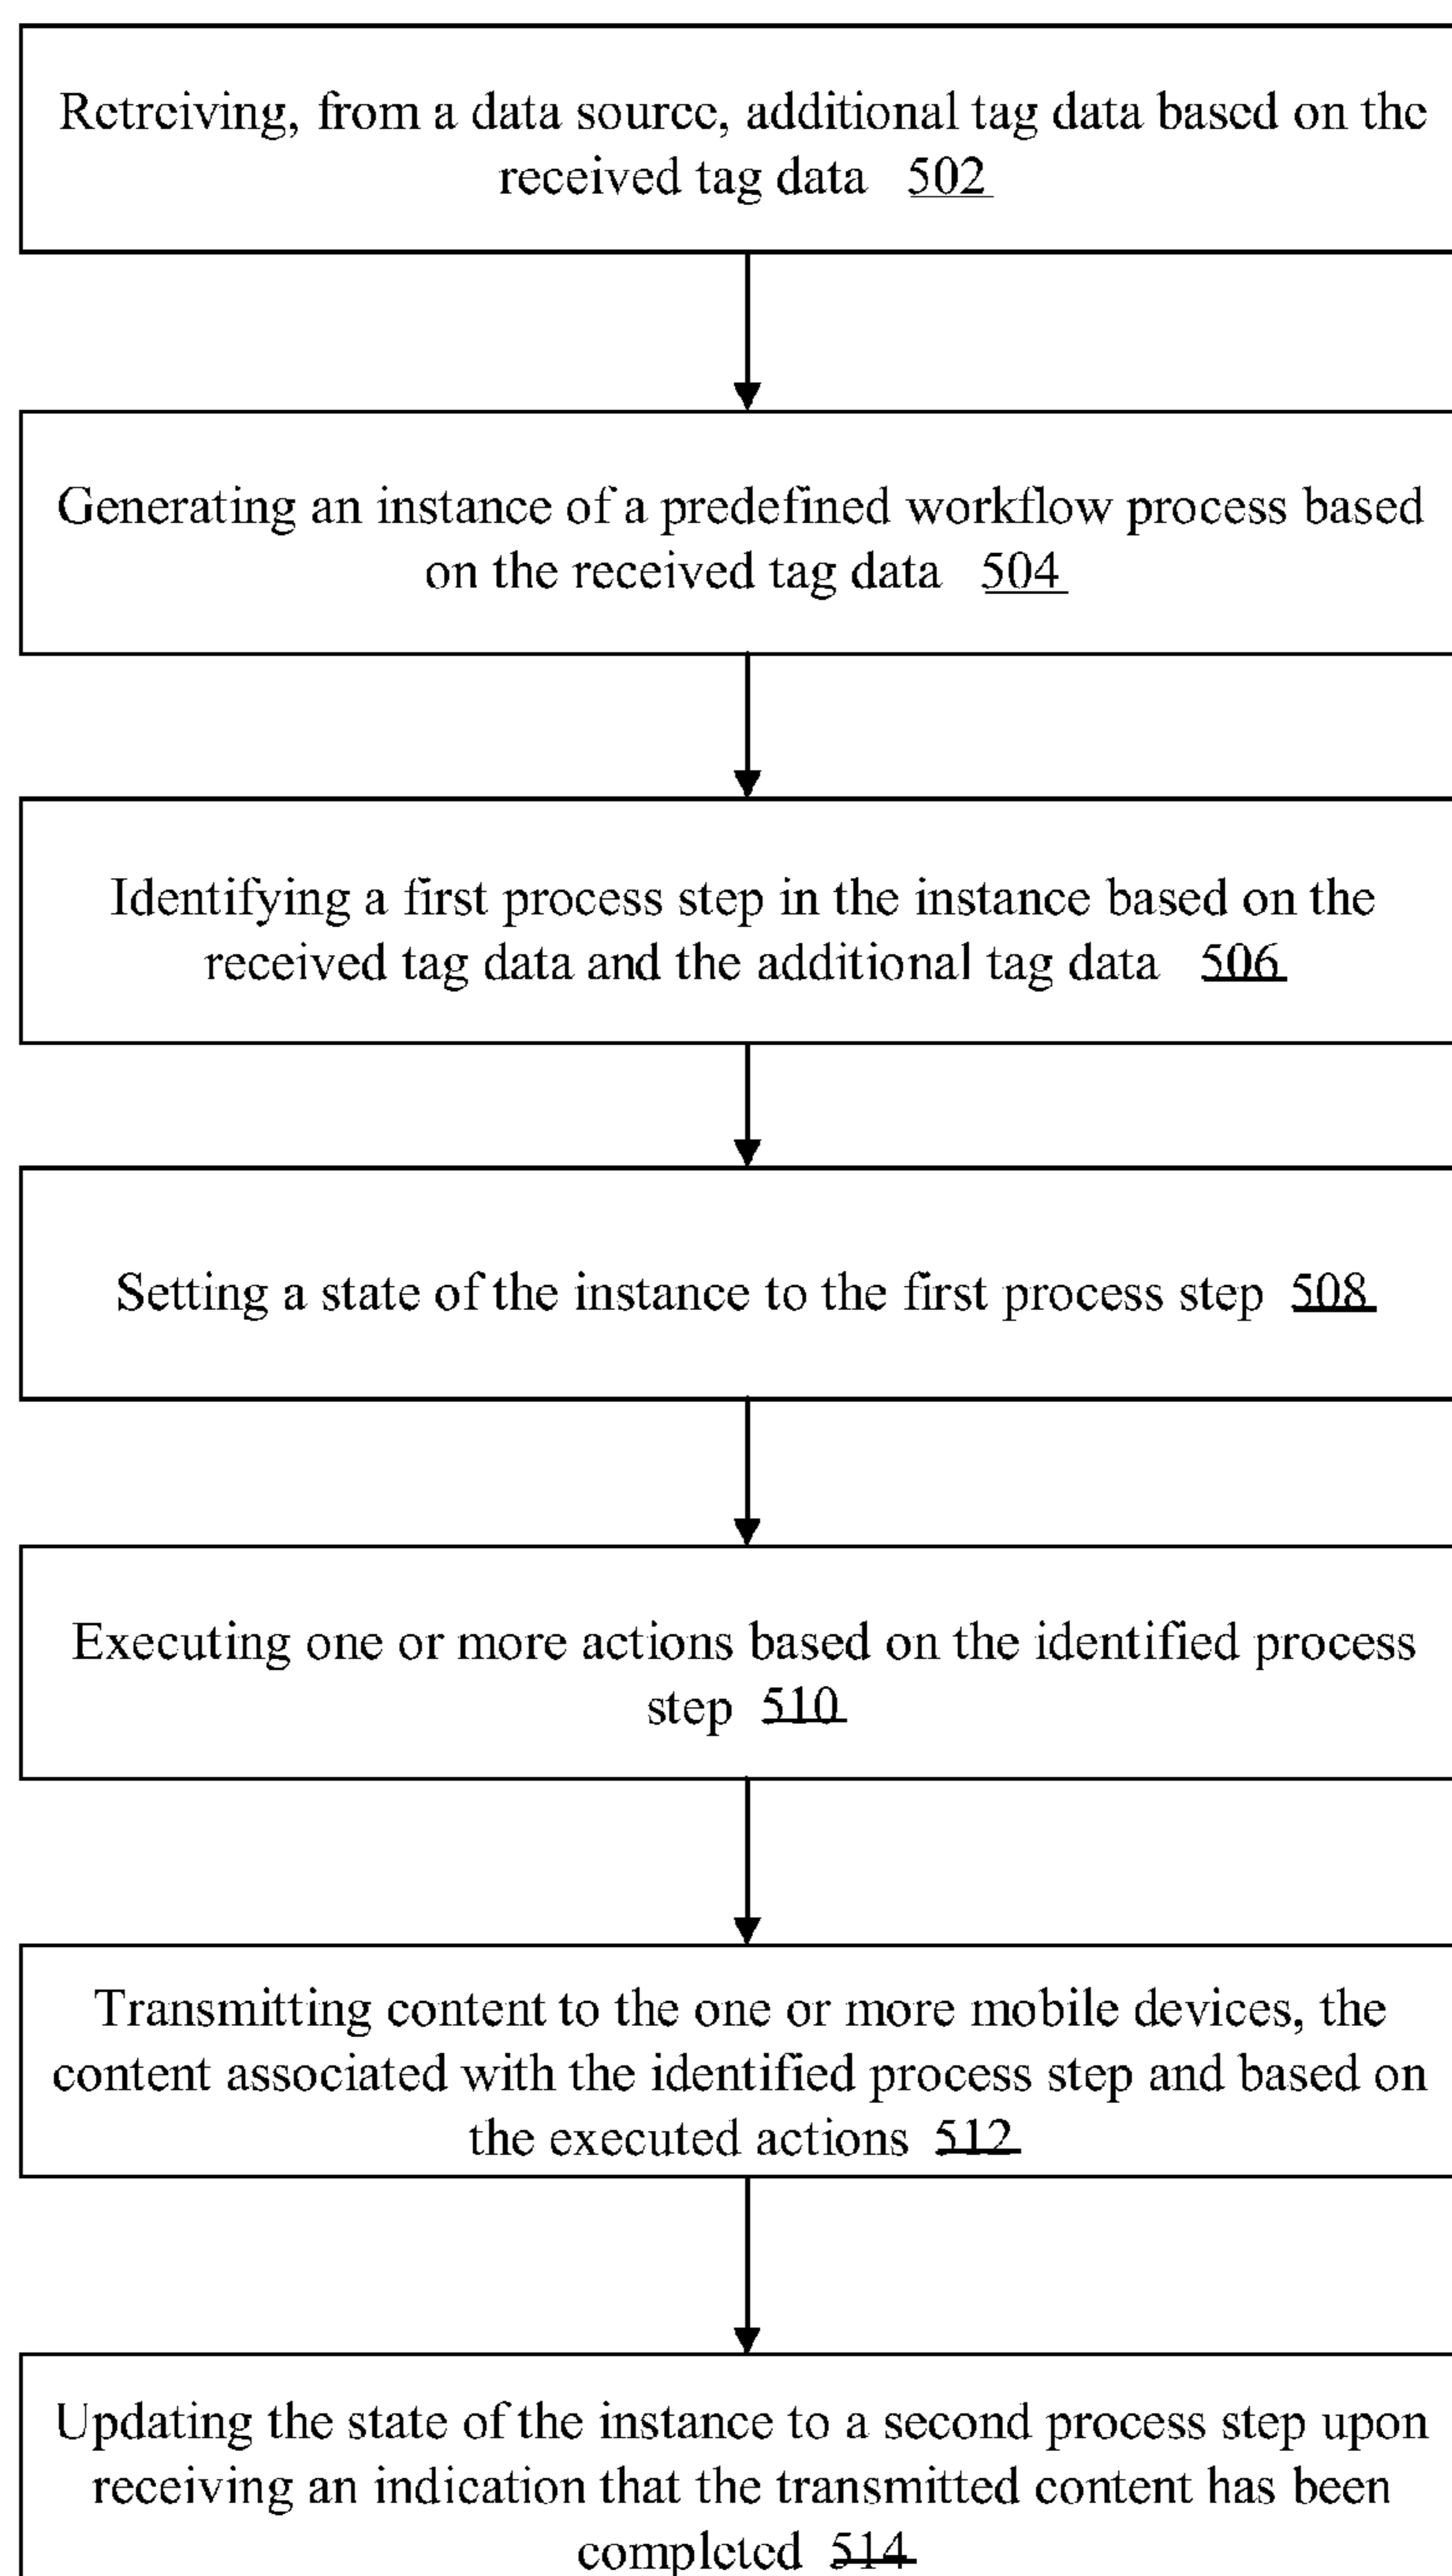 Retreiving, from a data source, additional tag data based on the
received tag data 502
Generating an instance of a predefined workflow process based
on the received tag data 504
Identifying a first process step in the instance based on the
received tag data and the additional tag data 506
Setting a state of the instance to the first process step 508
Executing one or more actions based on the identified process
step 510
Transmitting content to the one or more mobile devices, the
content associated with the identified process step and based on
the executed actions 512
Updating the state of the instance to a second process step upon
receiving an indication that the transmitted content has been
completed 514